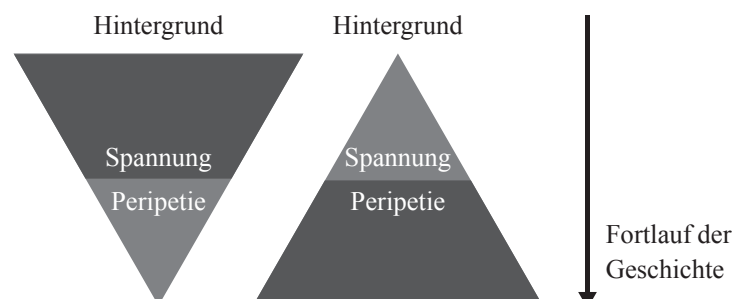 Hintergrund
Hintergrund
Spannung
Peripetie
Spannung
Peripetie
Fortlauf der
Geschichte